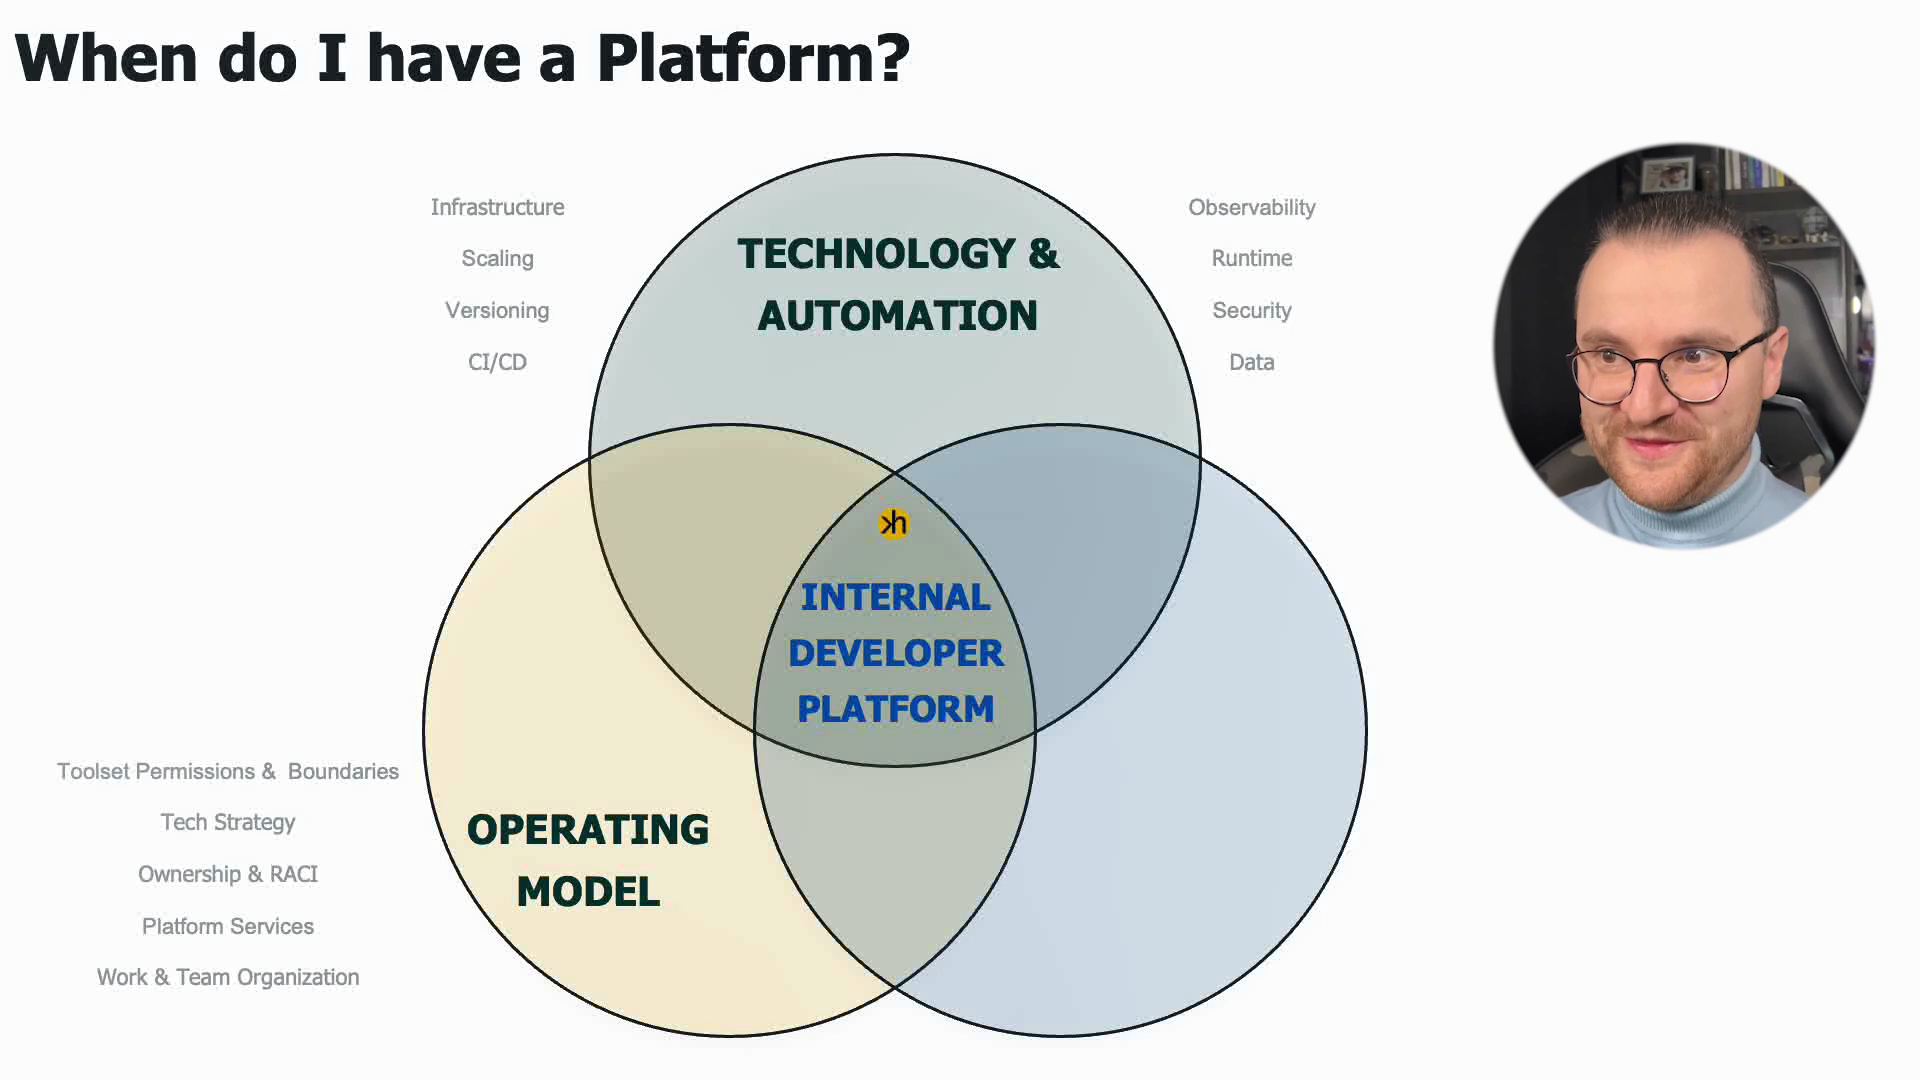 When do I have a Platform?
Infrastructure
Scaling
Versioning
CI/CD
TECHNOLOGY &
AUTOMATION
Observability
Runtime
Security
Data
kh
INTERNAL
DEVELOPER
PLATFORM
Toolset Permissions & Boundaries
Tech Strategy
Ownership & RACI
Platform Services
Work & Team Organization
OPERATING
MODEL